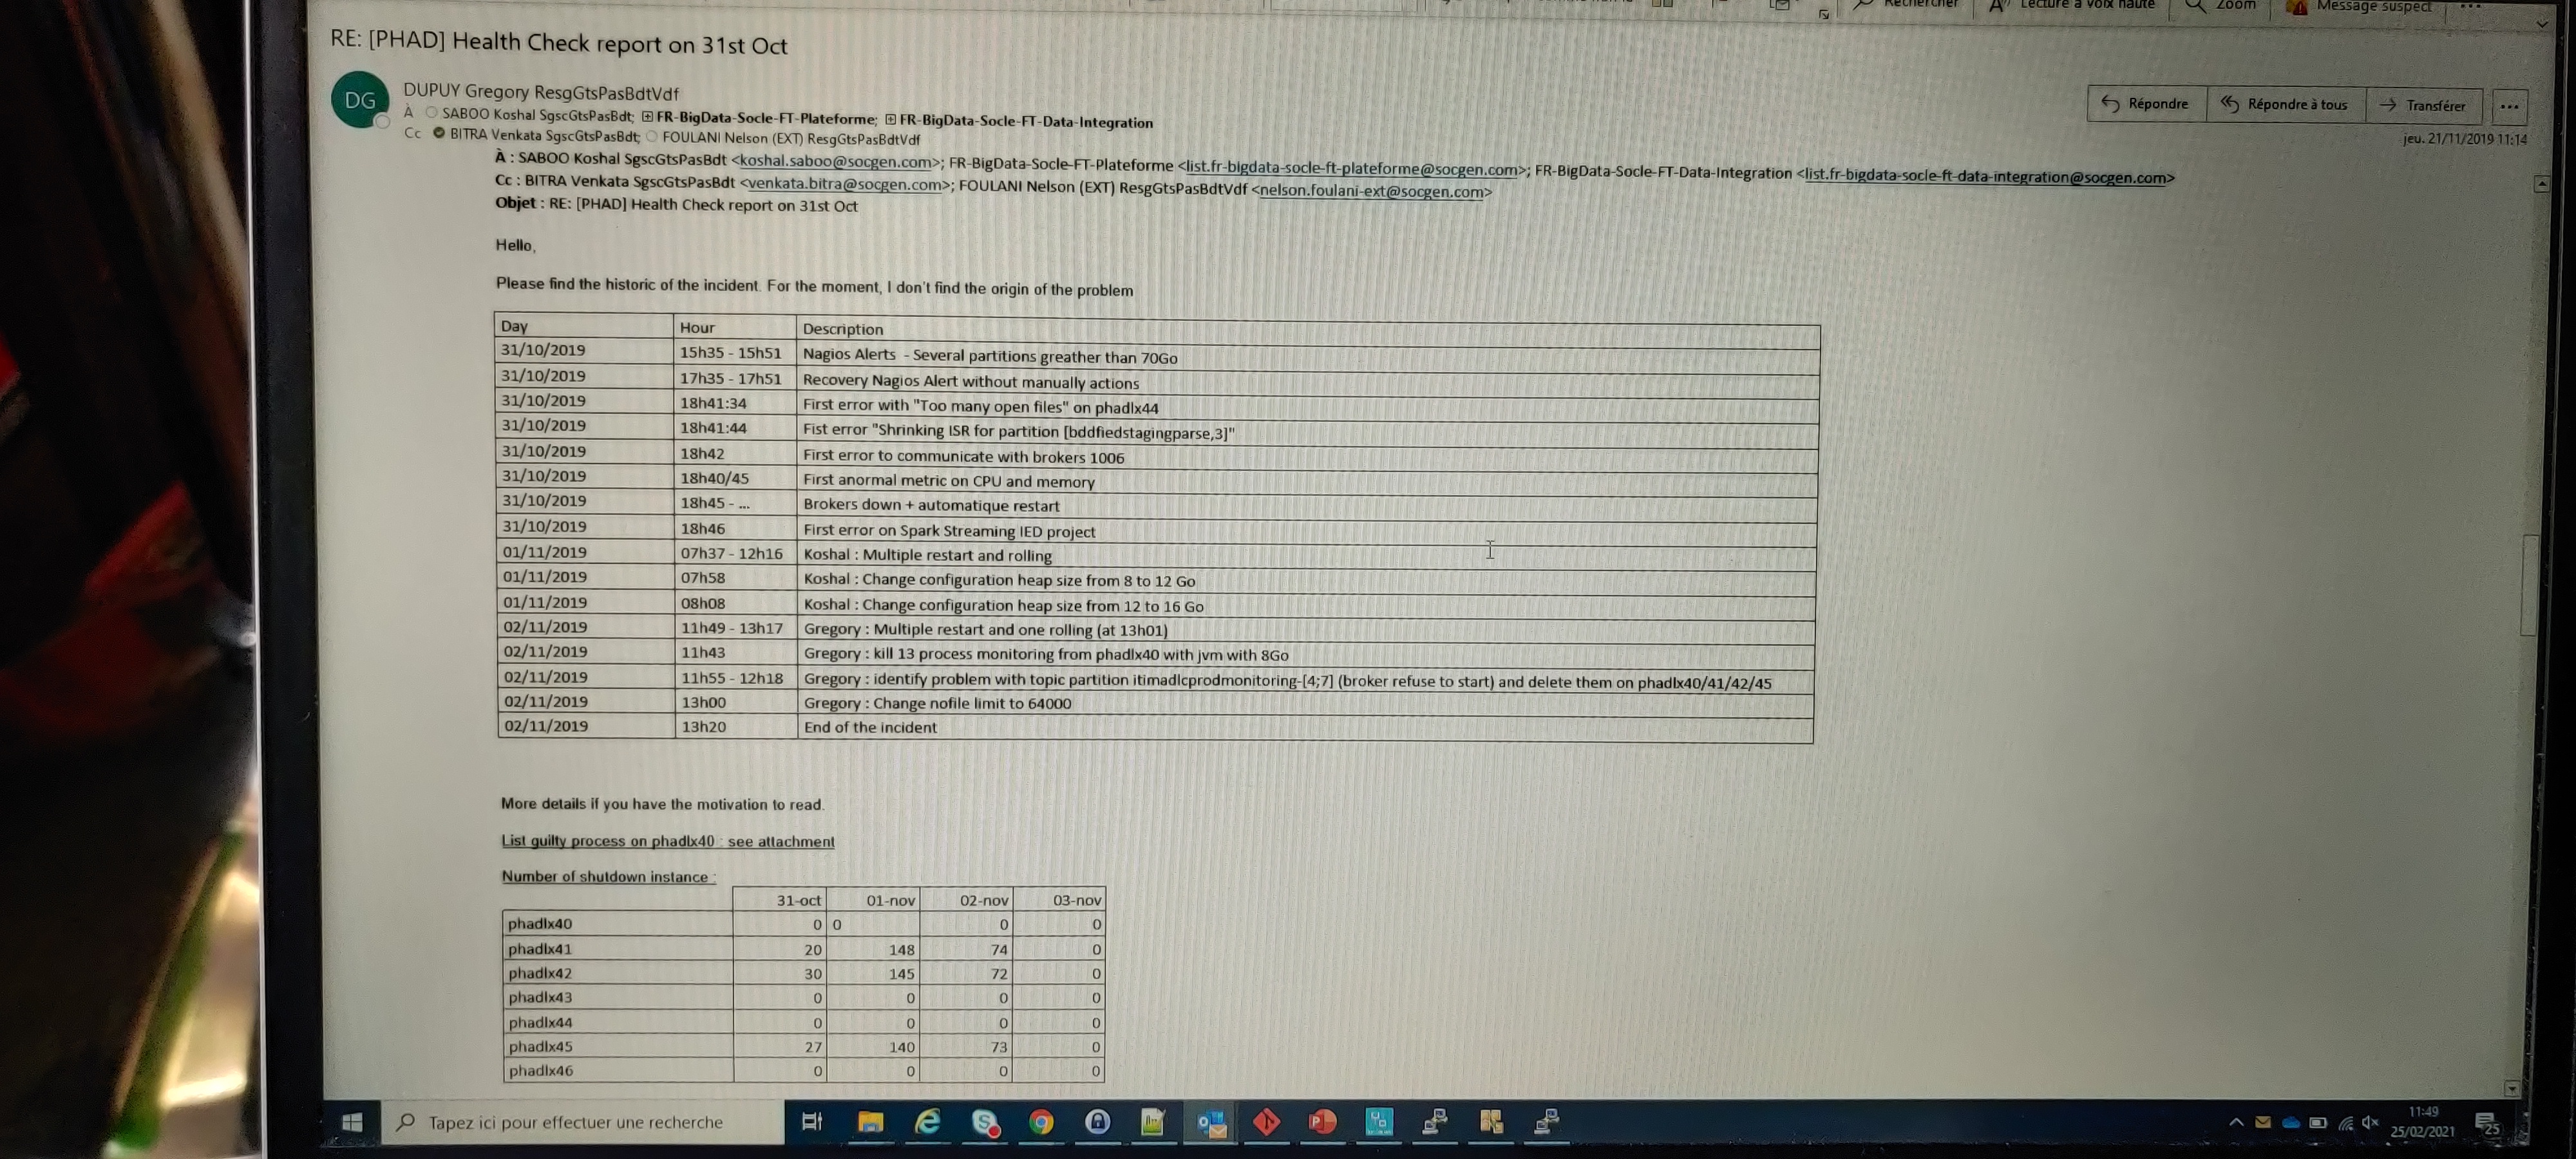 Rechercher
Lecture à voix haute
Zoom
Message suspect
RE: [PHAD] Health Check report on 31st Oct
DG
DUPUY Gregory ResgGtsPasBdtVdf
À SABOO Koshal SgscGtsPasBdt; FR-BigData-Socle-FT-Plateforme; FR-BigData-Socle-FT-Data-Integration
Cc BITRA Venkata SgscGtsPasBdt; FOULANI Nelson (EXT) ResgGtsPasBdtVdf
Répondre
Répondre à tous
Transférer
jeu. 21/11/2019 11:14
À : SABOO Koshal SgscGtsPasBdt <koshal.saboo@socgen.com>; FR-BigData-Socle-FT-Plateforme <list.fr-bigdata-socle-ft-plateforme@socgen.com>; FR-BigData-Socle-FT-Data-Integration <list.fr-bigdata-socle-ft-data-integration@socgen.com>
Cc : BITRA Venkata SgscGtsPasBdt <venkata.bitra@socgen.com>; FOULANI Nelson (EXT) ResgGtsPasBdtVdf <nelson.foulani-ext@socgen.com>
Objet : RE: [PHAD] Health Check report on 31st Oct
Hello,
Please find the historic of the incident. For the moment, I don't find the origin of the problem
Day Hour Description
31/10/2019 15h35 - 15h51 Nagios Alerts - Several partitions greather than 70Go
31/10/2019 17h35 - 17h51 Recovery Nagios Alert without manually actions
31/10/2019 18h41:34 First error with "Too many open files" on phadlx44
31/10/2019 18h41:44 Fist error "Shrinking ISR for partition [bddfiedstagingparse,3]"
31/10/2019 18h42 First error to communicate with brokers 1006
31/10/2019 18h40/45 First anormal metric on CPU and memory
31/10/2019 18h45 - ... Brokers down + automatique restart
31/10/2019 18h46 First error on Spark Streaming IED project
01/11/2019 07h37 - 12h16 Koshal : Multiple restart and rolling
01/11/2019 07h58 Koshal : Change configuration heap size from 8 to 12 Go
01/11/2019 08h08 Koshal : Change configuration heap size from 12 to 16 Go
02/11/2019 11h49 - 13h17 Gregory : Multiple restart and one rolling (at 13h01)
02/11/2019 11h43 Gregory : kill 13 process monitoring from phadlx40 with jvm with 8Go
02/11/2019 11h55 - 12h18 Gregory : identify problem with topic partition itimadlcprodmonitoring-[4;7] (broker refuse to start) and delete them on phadlx40/41/42/45
02/11/2019 13h00 Gregory : Change nofile limit to 64000
02/11/2019 13h20 End of the incident
More details if you have the motivation to read.
List guilty process on phadlx40 : see attachment
Number of shutdown instance :
31-oct 01-nov 02-nov 03-nov
phadlx40 0 0 0 0
phadlx41 20 148 74 0
phadlx42 30 145 72 0
phadlx43 0 0 0 0
phadlx44 0 0 0 0
phadlx45 27 140 73 0
phadlx46 0 0 0 0
Tapez ici pour effectuer une recherche
11:49
25/02/2021
25